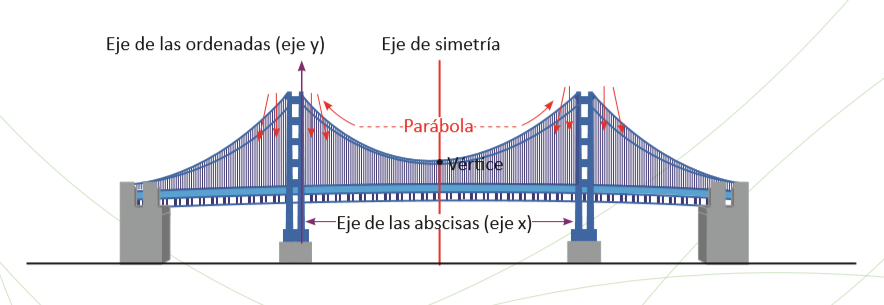 Eje de las ordenadas (eje y)
Eje de simetría
Parábola
Vértice
Eje de las abscisas (eje x)